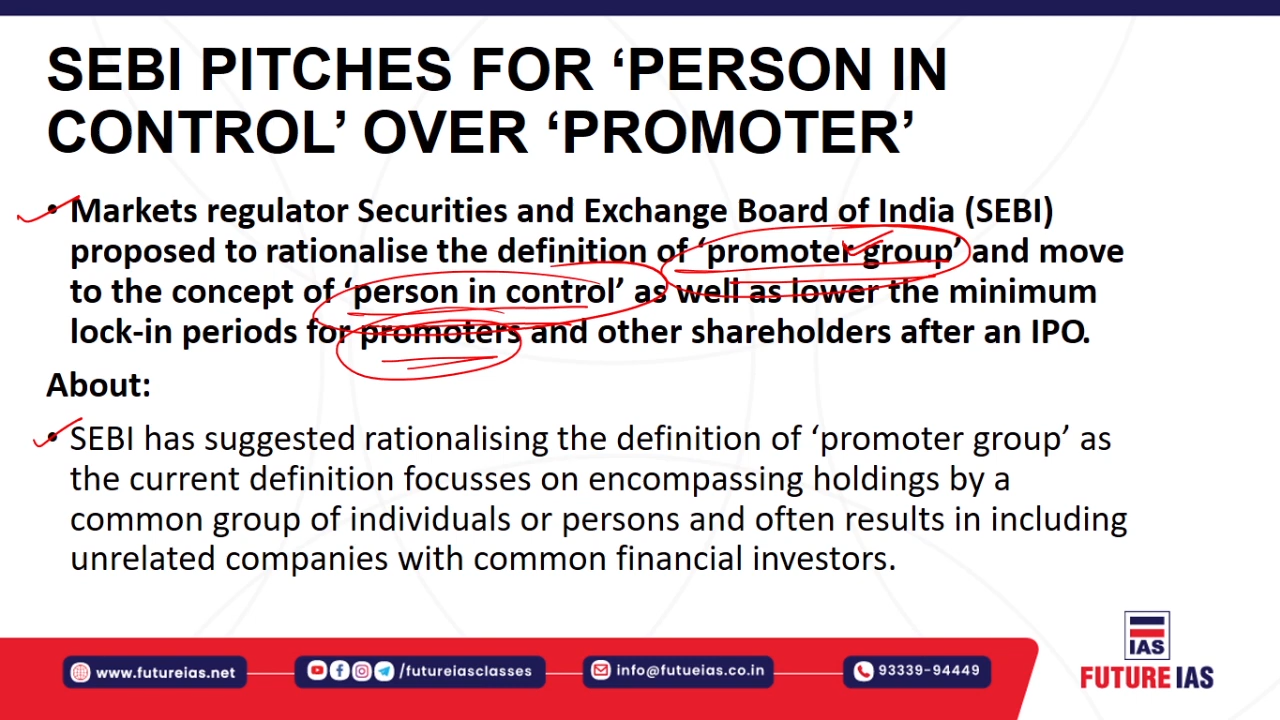 SEBI PITCHES FOR ‘PERSON IN
CONTROL’ OVER ‘PROMOTER’
• Markets regulator Securities and Exchange Board of India (SEBI)
proposed to rationalise the definition of ‘promoter group’ and move
to the concept of ‘person in control’ as well as lower the minimum
lock-in periods for promoters and other shareholders after an IPO.
About:
• SEBI has suggested rationalising the definition of ‘promoter group’ as
the current definition focusses on encompassing holdings by a
common group of individuals or persons and often results in including
unrelated companies with common financial investors.
www.futureias.net
/futureiasclasses
info@futueias.co.in
93339-94449
IAS
FUTURE IAS